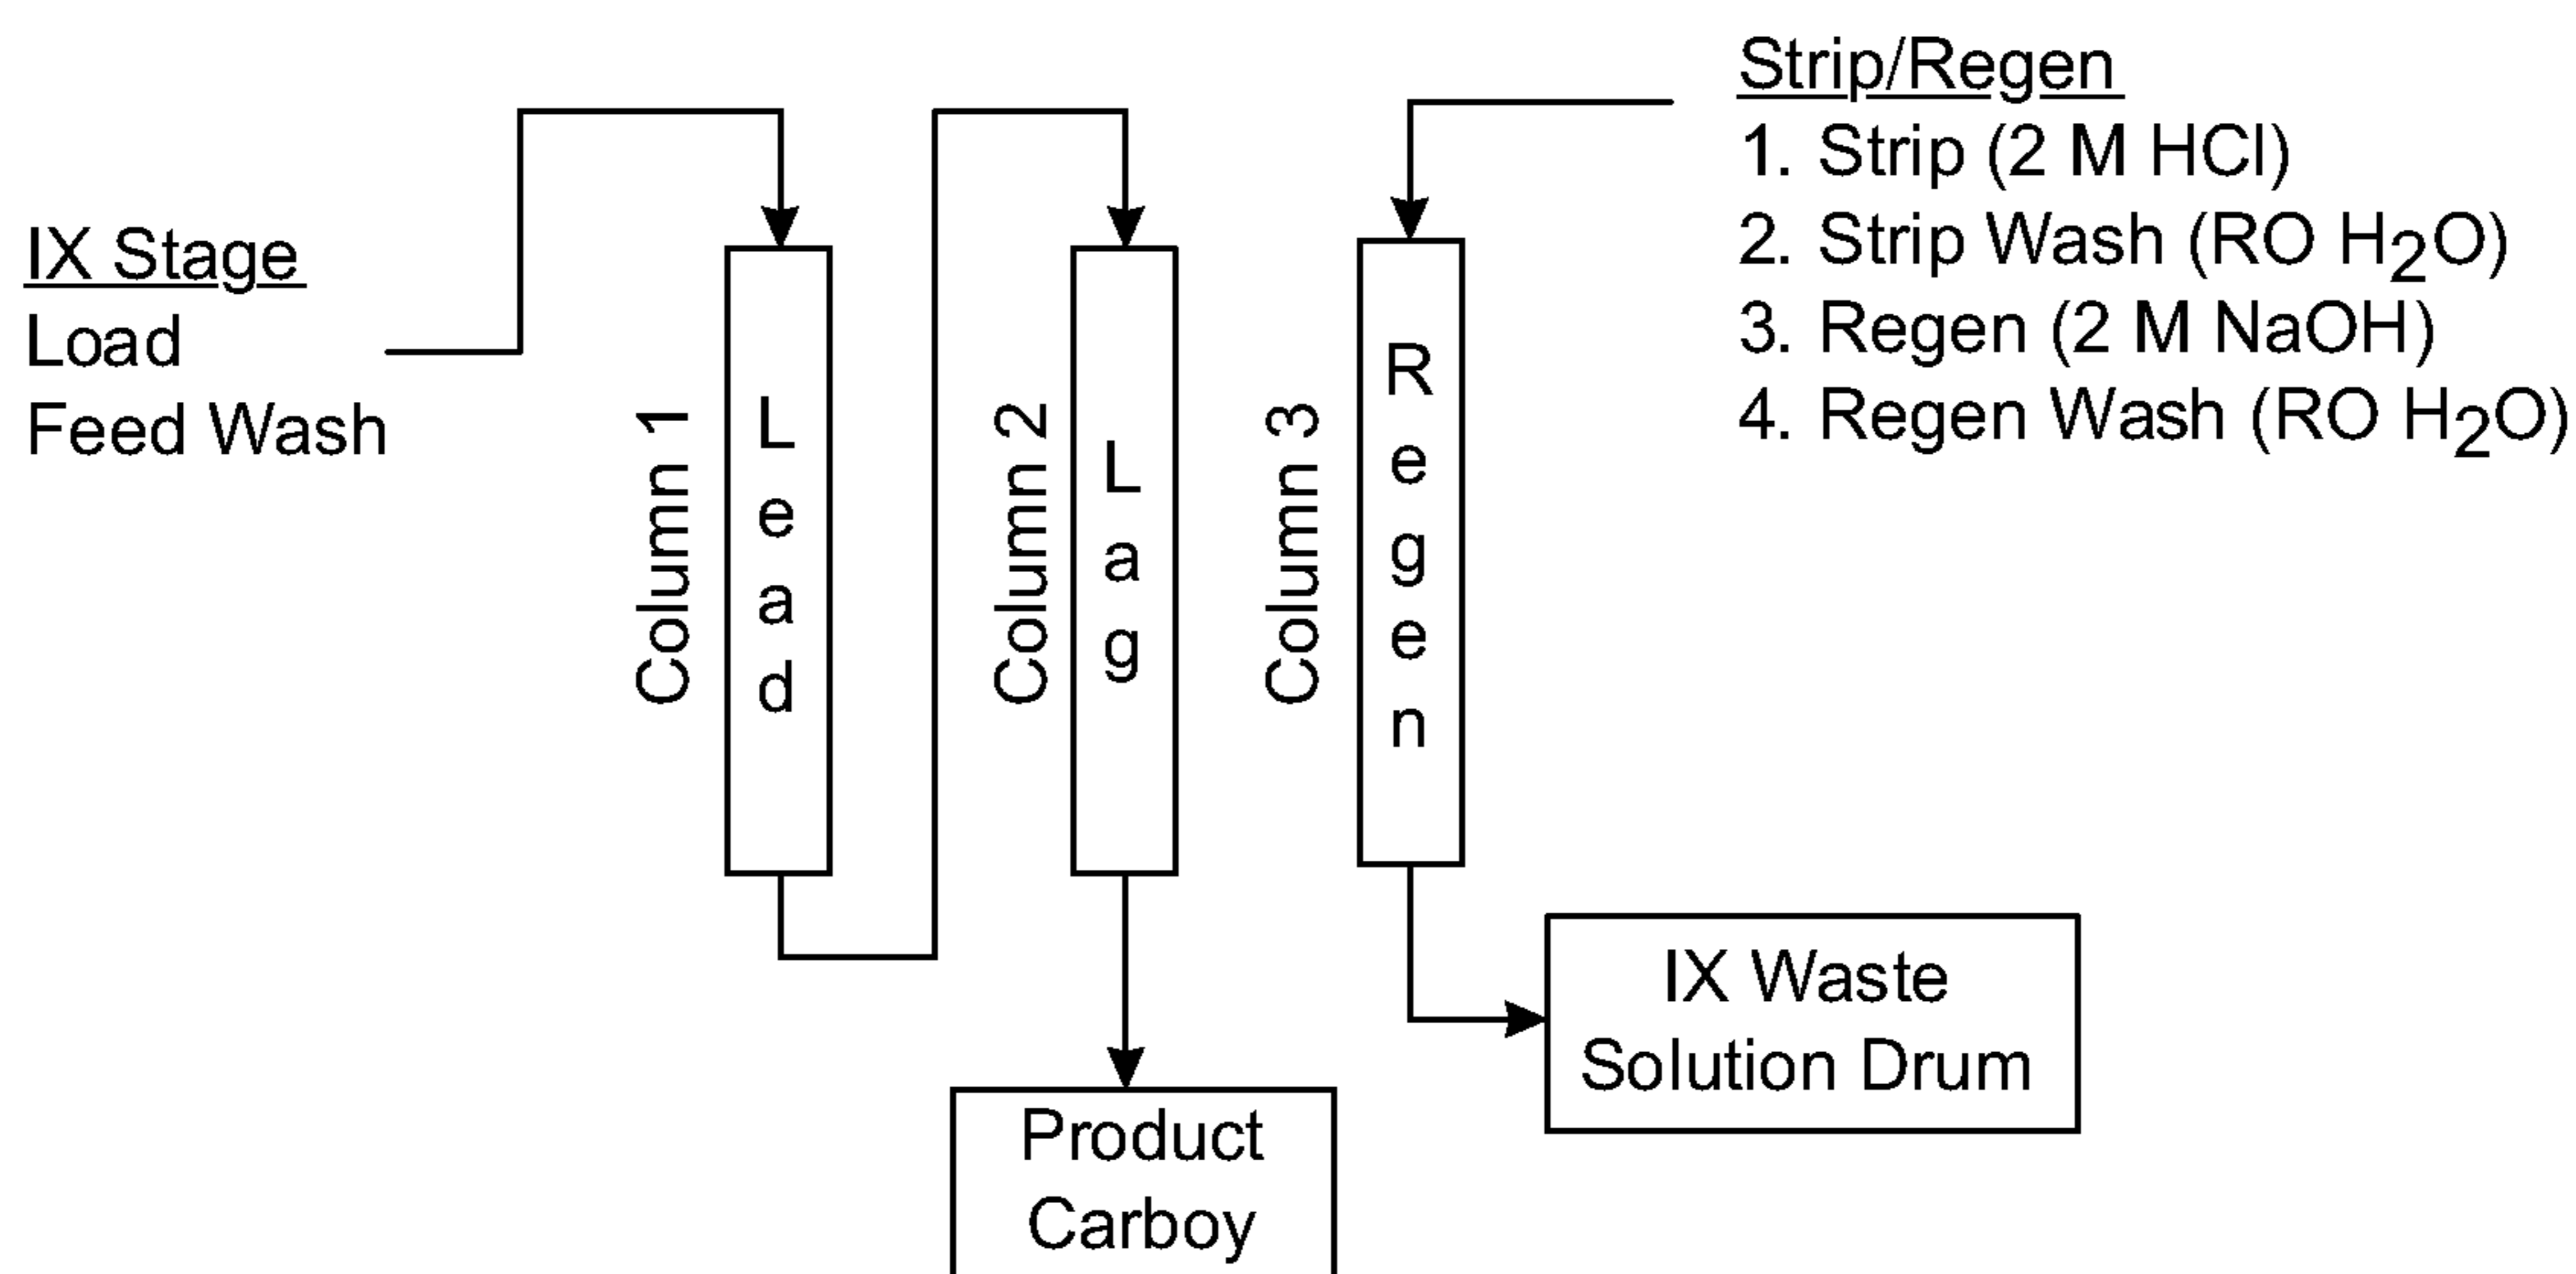 IX Stage
Load
Feed Wash
Column 1
Lead
Column 2
Lag
Column 3
Regen
Strip/Regen
1. Strip (2 M HCl)
2. Strip Wash (RO H₂O)
3. Regen (2 M NaOH)
4. Regen Wash (RO H₂O)
Product
Carboy
IX Waste
Solution Drum